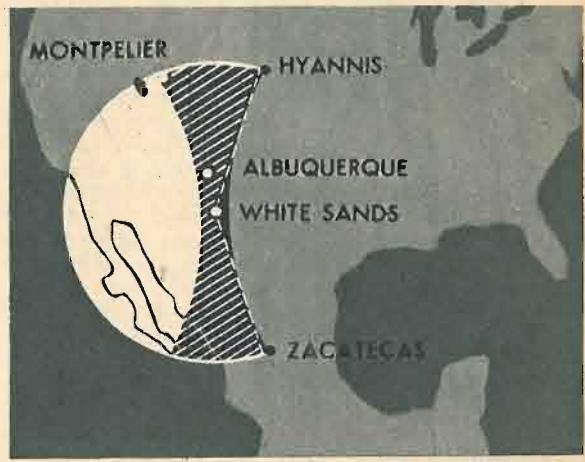 MONTPELIER
HYANNIS
ALBUQUERQUE
WHITE SANDS
ZACATECAS